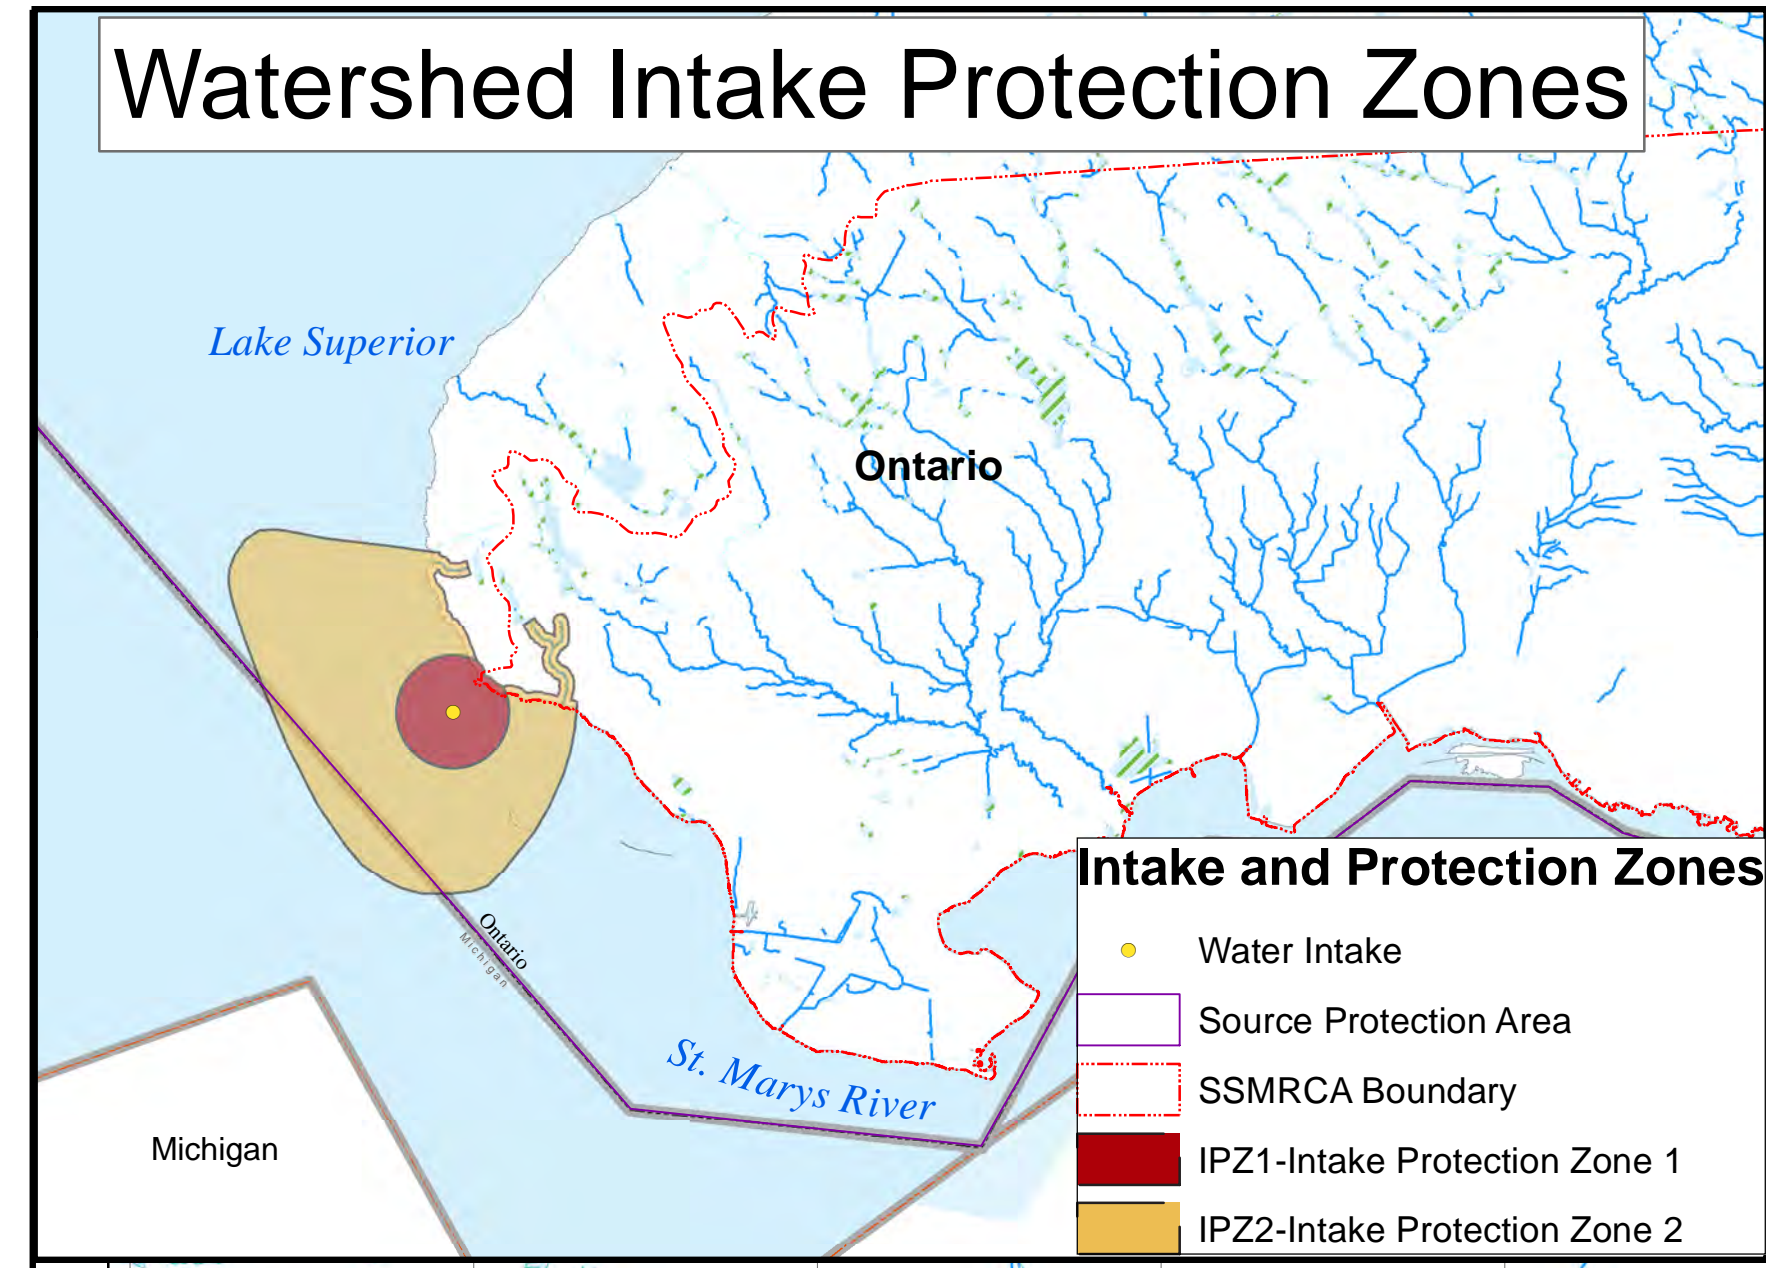 Watershed Intake Protection Zones
Lake Superior
Ontario
Ontario
Michigan
St. Marys River
Michigan
Intake and Protection Zones
Water Intake
Source Protection Area
SSMRCA Boundary
IPZ1-Intake Protection Zone 1
IPZ2-Intake Protection Zone 2